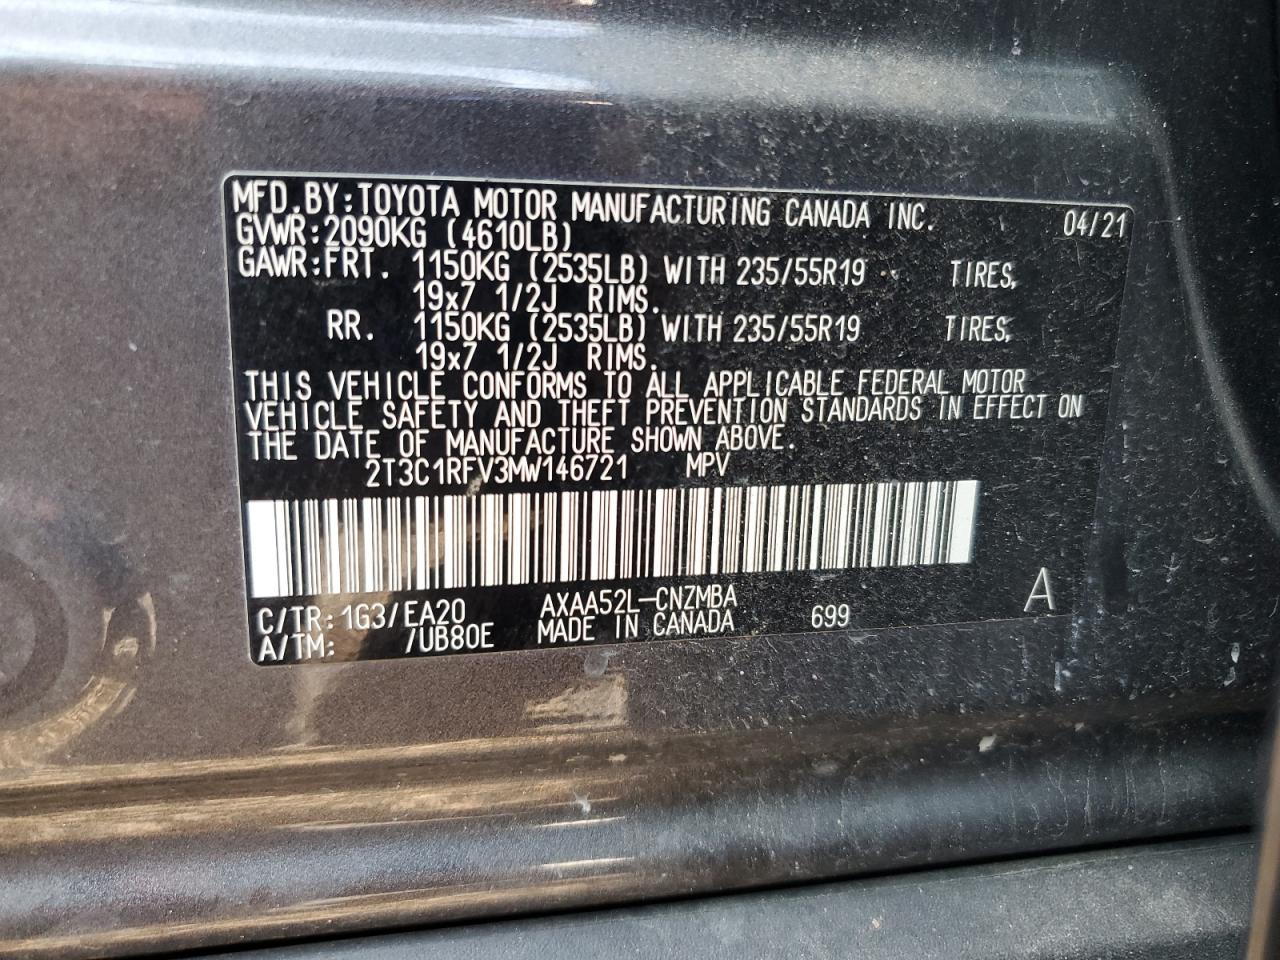 MFD.BY:TOYOTA MOTOR MANUFACTURING CANADA INC. 04/21
GVWR:2090KG (4610LB)
GAWR:FRT. 1150KG (2535LB) WITH 235/55R19 TIRES,
19x7 1/2J RIMS.
RR. 1150KG (2535LB) WITH 235/55R19 TIRES,
19x7 1/2J RIMS.
THIS VEHICLE CONFORMS TO ALL APPLICABLE FEDERAL MOTOR
VEHICLE SAFETY AND THEFT PREVENTION STANDARDS IN EFFECT ON
THE DATE OF MANUFACTURE SHOWN ABOVE.
2T3C1RFV3MW146721 MPV
C/TR:1G3/EA20 AXAA52L-CNZMBA 699 A
A/TM: /UB80E MADE IN CANADA